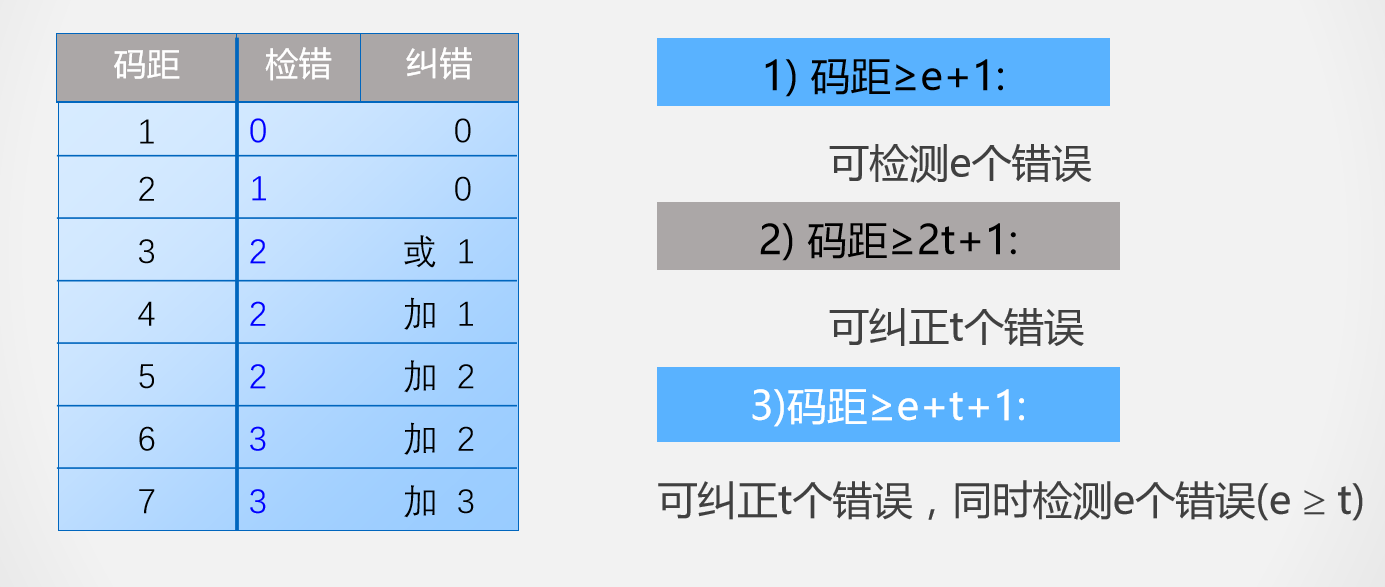 码距 检错 纠错
1 0 0
2 1 0
3 2 或 1
4 2 加 1
5 2 加 2
6 3 加 2
7 3 加 3
1) 码距≥e+1:
可检测e个错误
2) 码距≥2t+1:
可纠正t个错误
3)码距≥e+t+1:
可纠正t个错误，同时检测e个错误(e ≥ t)